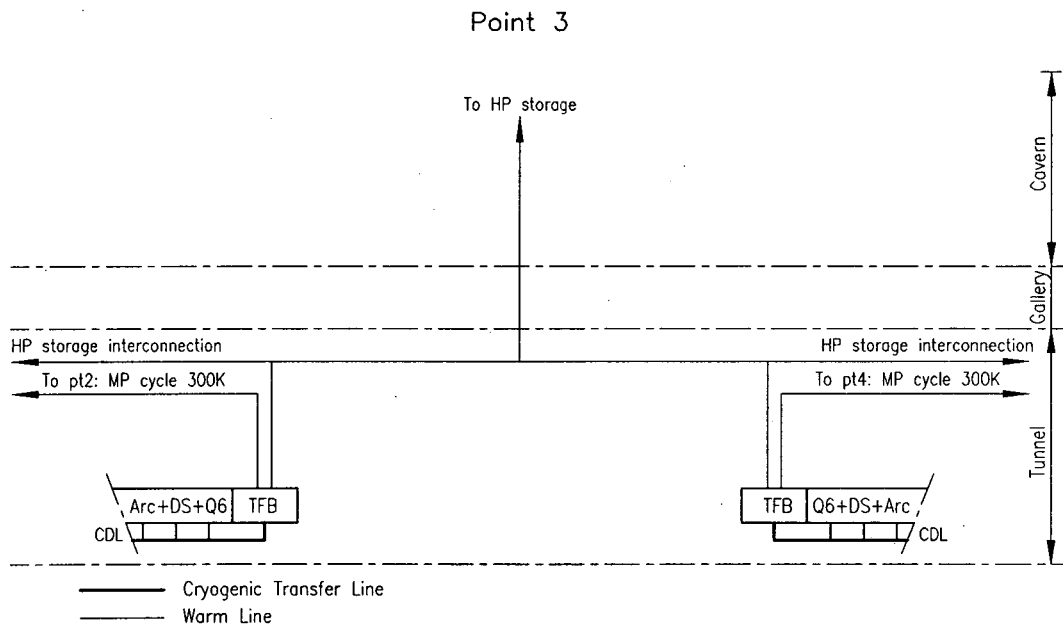 Point 3
To HP storage
Cavern
Gallery
HP storage interconnection
HP storage interconnection
To pt2: MP cycle 300K
To pt4: MP cycle 300K
Tunnel
Arc+DS+Q6
TFB
TFB
Q6+DS+Arc
CDL
CDL
Cryogenic Transfer Line
Warm Line